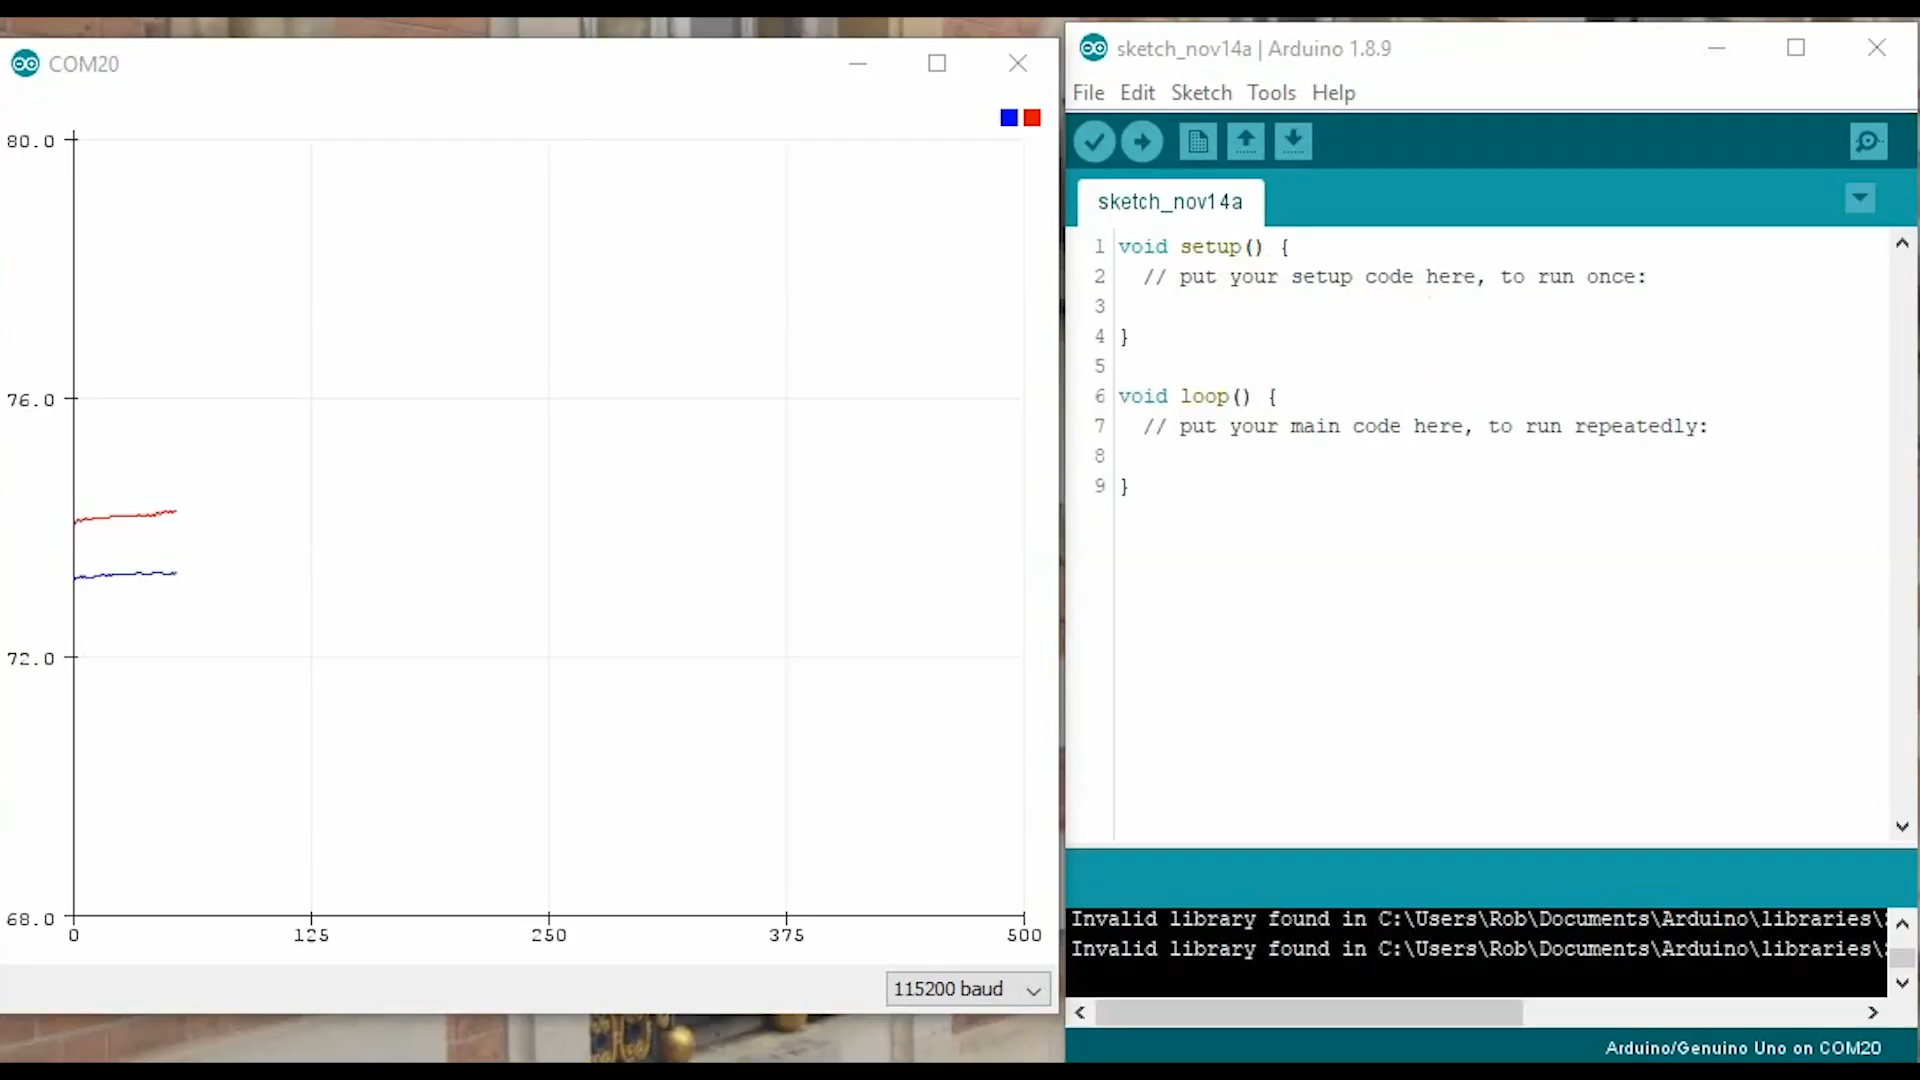 COM20
80.0
76.0
72.0
68.0
0 125 250 375 500
115200 baud
sketch_nov14a | Arduino 1.8.9
File Edit Sketch Tools Help
sketch_nov14a
1 void setup() {
2 // put your setup code here, to run once:
3
4 }
5
6 void loop() {
7 // put your main code here, to run repeatedly:
8
9 }
Invalid library found in C:\Users\Rob\Documents\Arduino\libraries\
Invalid library found in C:\Users\Rob\Documents\Arduino\libraries\
Arduino/Genuino Uno on COM20